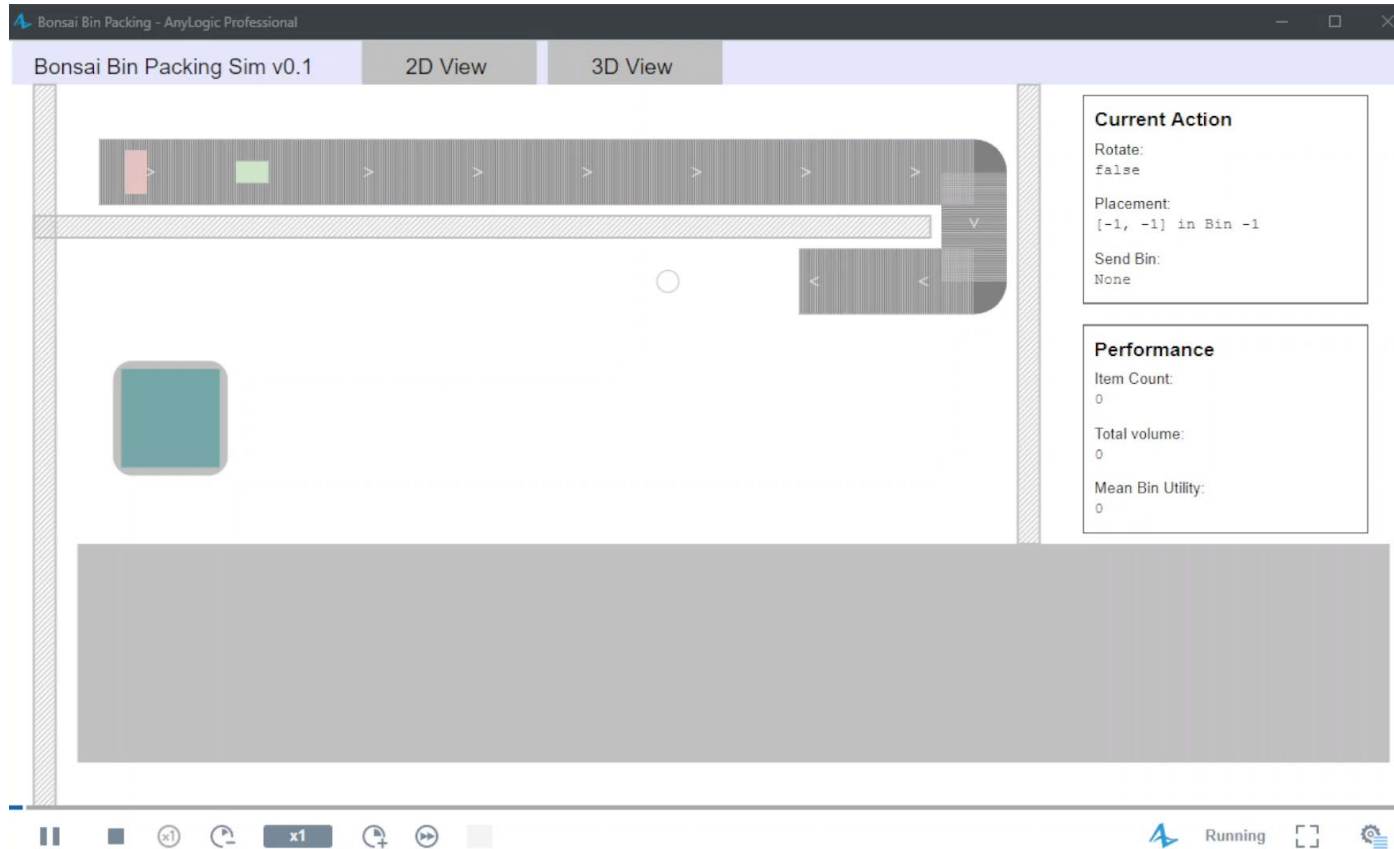 Bonsai Bin Packing - AnyLogic Professional
Bonsai Bin Packing Sim v0.1
2D View
3D View
Current Action
Rotate:
false
Placement:
[-1, -1] in Bin -1
Send Bin:
None
Performance
Item Count:
0
Total volume:
0
Mean Bin Utility:
0
x1
x1
Running